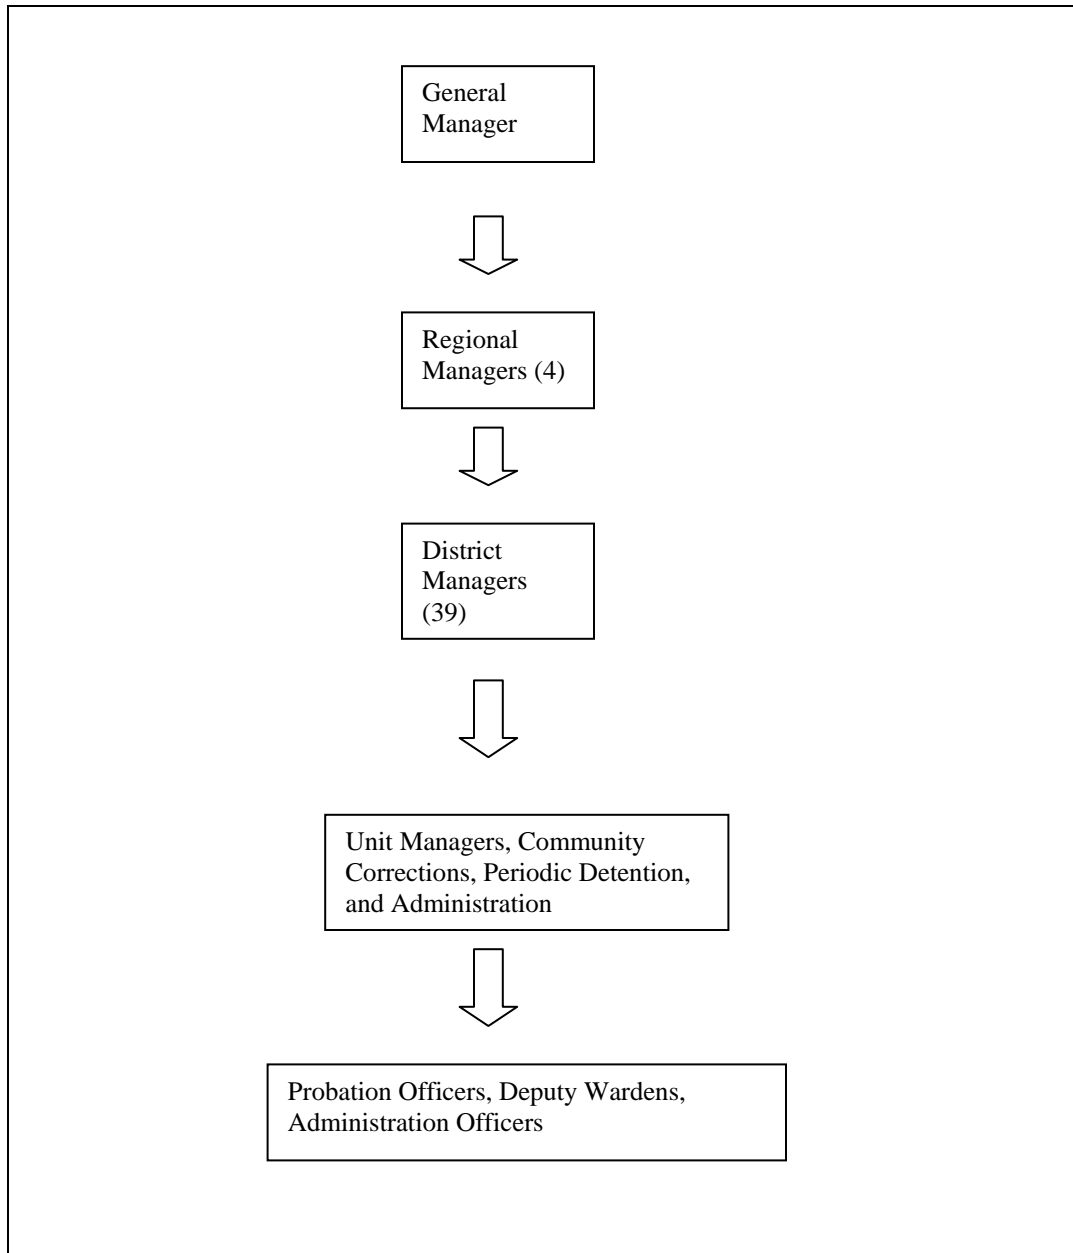 General
Manager
Regional
Managers (4)
District
Managers
(39)
Unit Managers, Community
Corrections, Periodic Detention,
and Administration
Probation Officers, Deputy Wardens,
Administration Officers